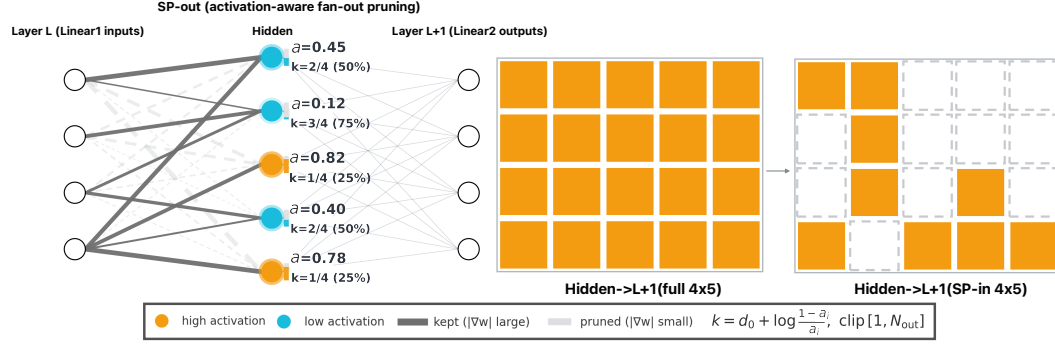 SP-out (activation-aware fan-out pruning)
Layer L (Linear1 inputs)
Hidden
Layer L+1 (Linear2 outputs)
a=0.45
k=2/4 (50%)
a=0.12
k=3/4 (75%)
a=0.82
k=1/4 (25%)
a=0.40
k=2/4 (50%)
a=0.78
k=1/4 (25%)
Hidden->L+1(full 4x5)
Hidden->L+1(SP-in 4x5)
high activation
low activation
kept (|∇w| large)
pruned (|∇w| small)
k = d₀ + log (1−aᵢ)/aᵢ, clip [1, N_out]